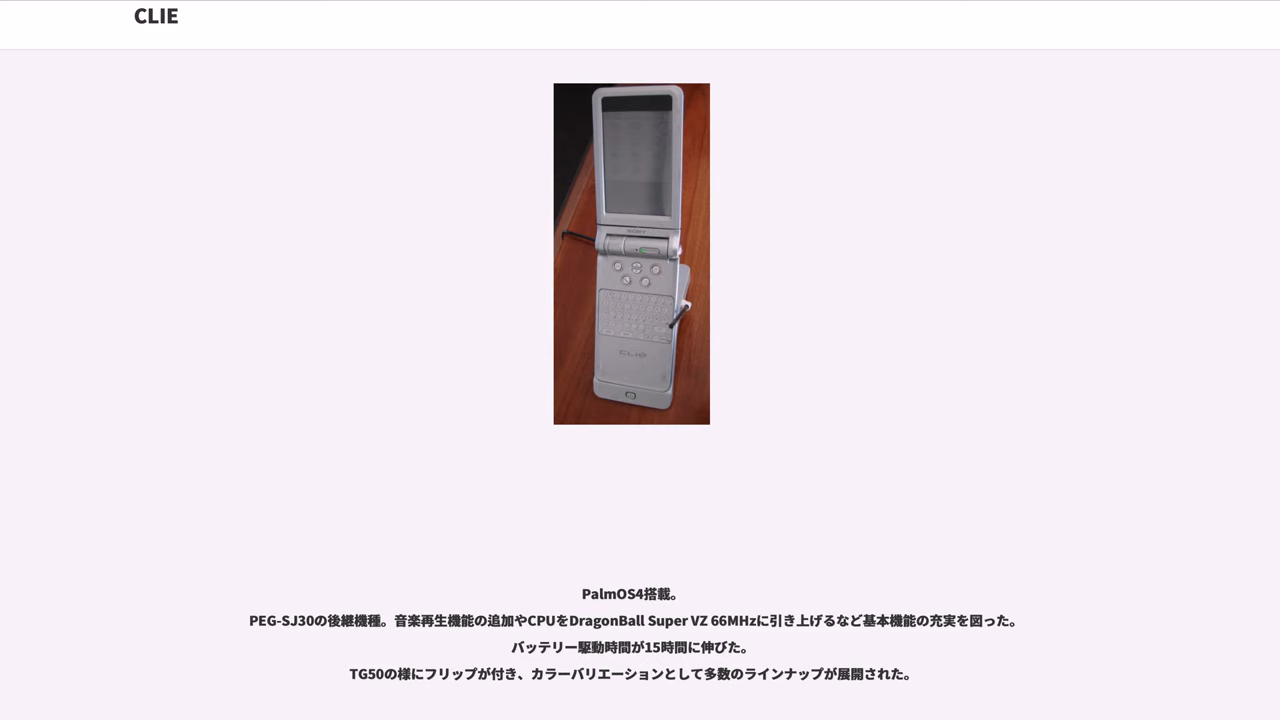 CLIE
SONY
CLIE
PalmOS4搭載。
PEG-SJ30の後継機種。音楽再生機能の追加やCPUをDragonBall Super VZ 66MHzに引き上げるなど基本機能の充実を図った。
バッテリー駆動時間が15時間に伸びた。
TG50の様にフリップが付き、カラーバリエーションとして多数のラインナップが展開された。